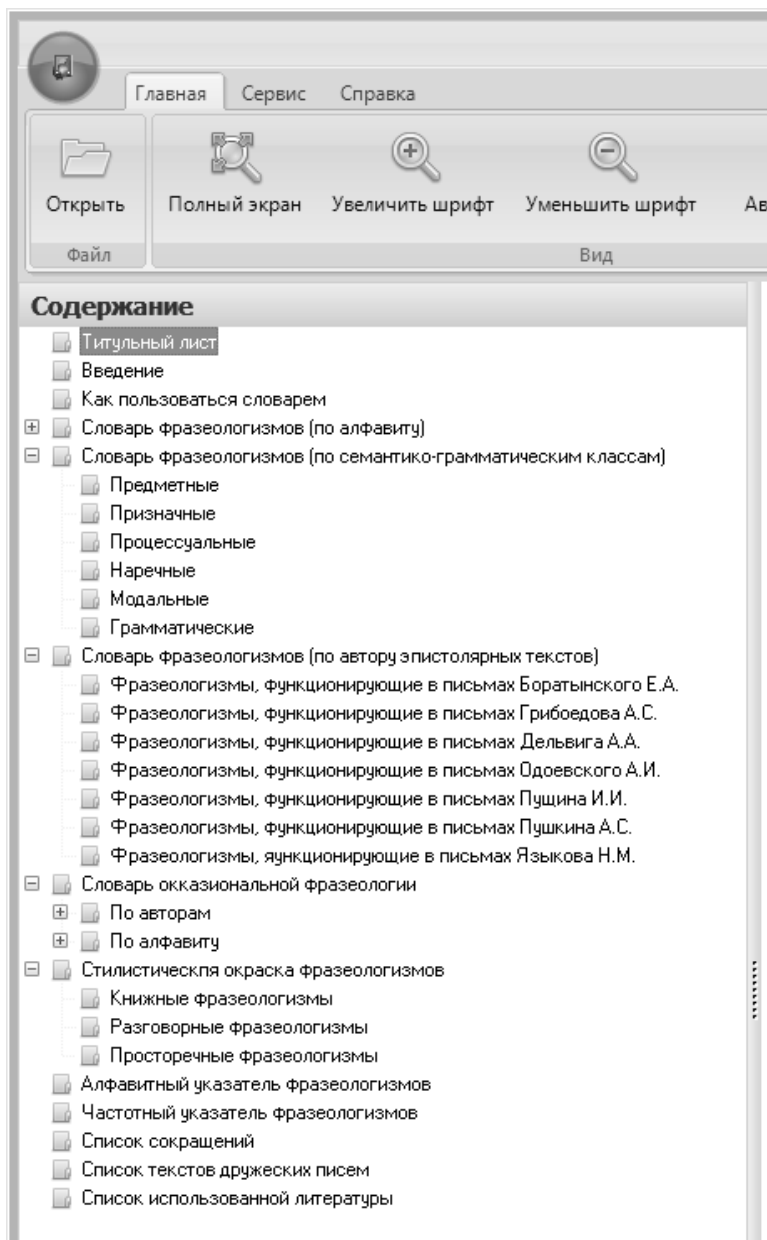 Главная Сервис Справка
Открыть Полный экран Увеличить шрифт Уменьшить шрифт Ав
Файл Вид
Содержание
Титульный лист
Введение
Как пользоваться словарем
Словарь фразеологизмов (по алфавиту)
Словарь фразеологизмов (по семантико-грамматическим классам)
Предметные
Призначные
Процессуальные
Наречные
Модальные
Грамматические
Словарь фразеологизмов (по автору эпистолярных текстов)
Фразеологизмы, функционирующие в письмах Боратынского Е.А.
Фразеологизмы, функционирующие в письмах Грибоедова А.С.
Фразеологизмы, функционирующие в письмах Дельвига А.А.
Фразеологизмы, функционирующие в письмах Одоевского А.И.
Фразеологизмы, функционирующие в письмах Пущина И.И.
Фразеологизмы, функционирующие в письмах Пушкина А.С.
Фразеологизмы, яункционирующие в письмах Языкова Н.М.
Словарь окказиональной фразеологии
По авторам
По алфавиту
Стилистическпя окраска фразеологизмов
Книжные фразеологизмы
Разговорные фразеологизмы
Просторечные фразеологизмы
Алфавитный указатель фразеологизмов
Частотный указатель фразеологизмов
Список сокращений
Список текстов дружеских писем
Список использованной литературы